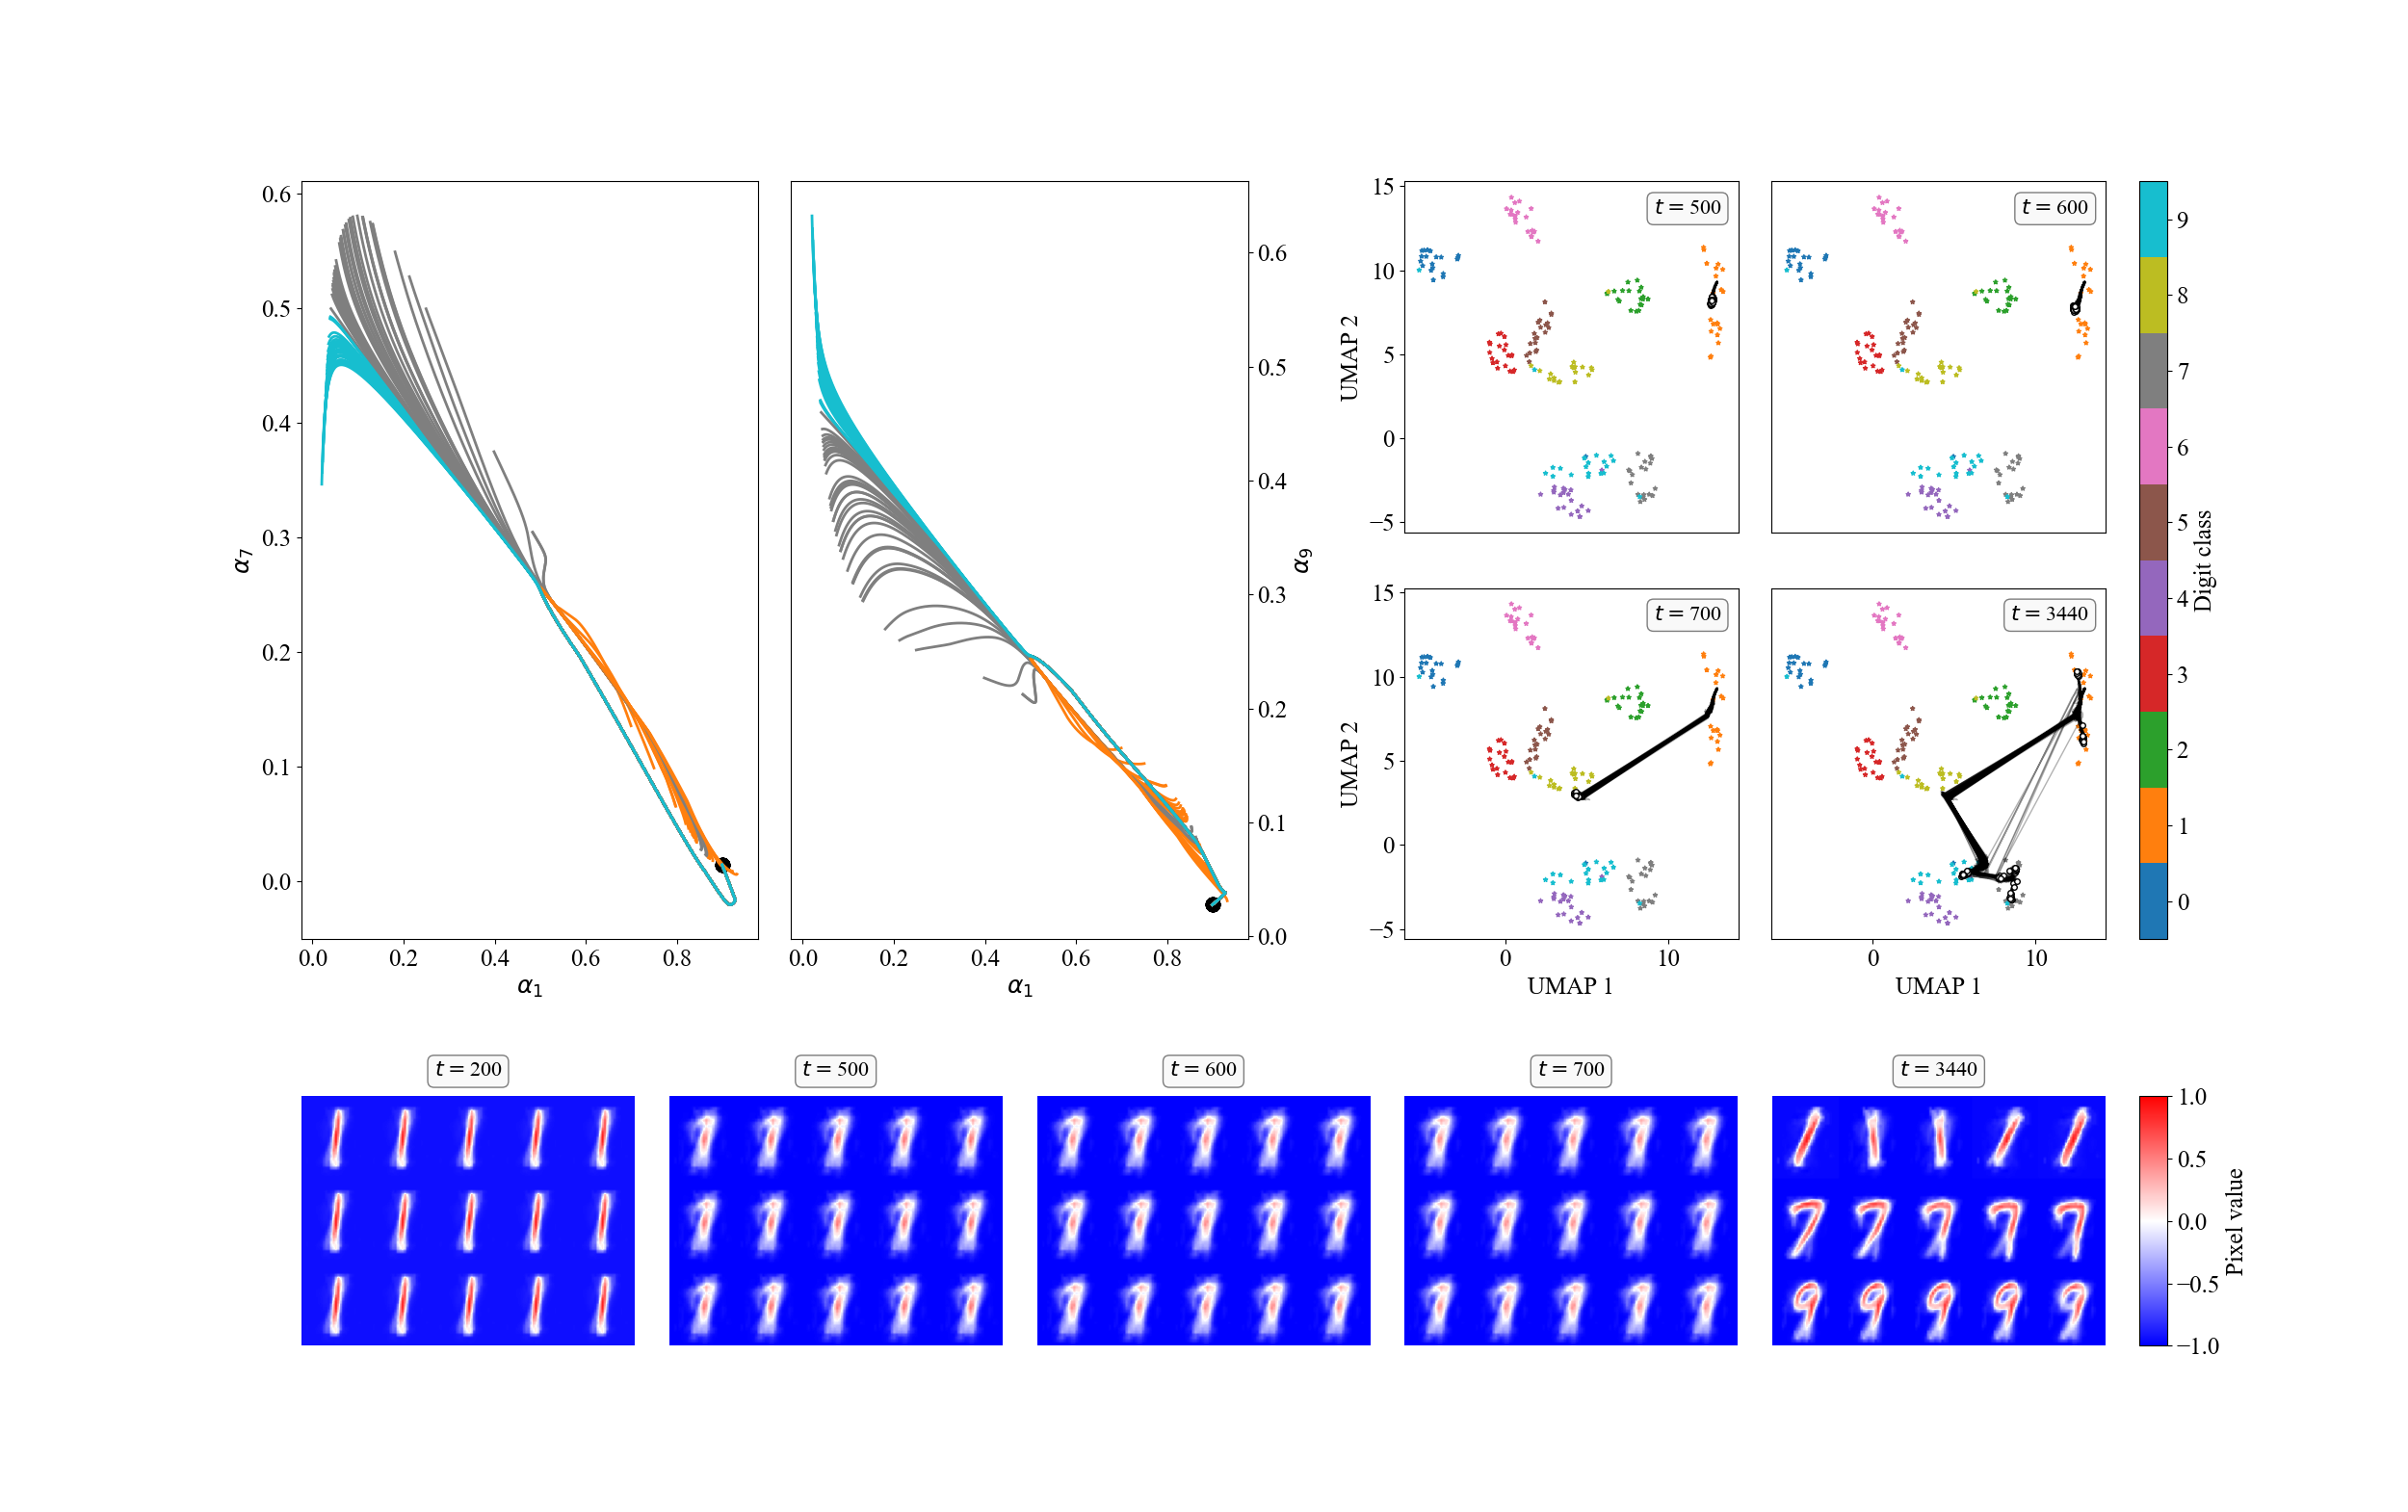 0.6
0.5
0.4
0.3
0.2
0.1
0.0
α7
0.0 0.2 0.4 0.6 0.8
α1
0.6
0.5
0.4
0.3
0.2
0.1
0.0
α9
0.0 0.2 0.4 0.6 0.8
α1
t = 500
15
10
5
0
−5
UMAP 2
t = 600
t = 700
15
10
5
0
−5
UMAP 2
0 10
UMAP 1
t = 3440
0 10
UMAP 1
9
8
7
6
5
4
3
2
1
0
Digit class
t = 200
t = 500
t = 600
t = 700
t = 3440
1.0
0.5
0.0
−0.5
−1.0
Pixel value